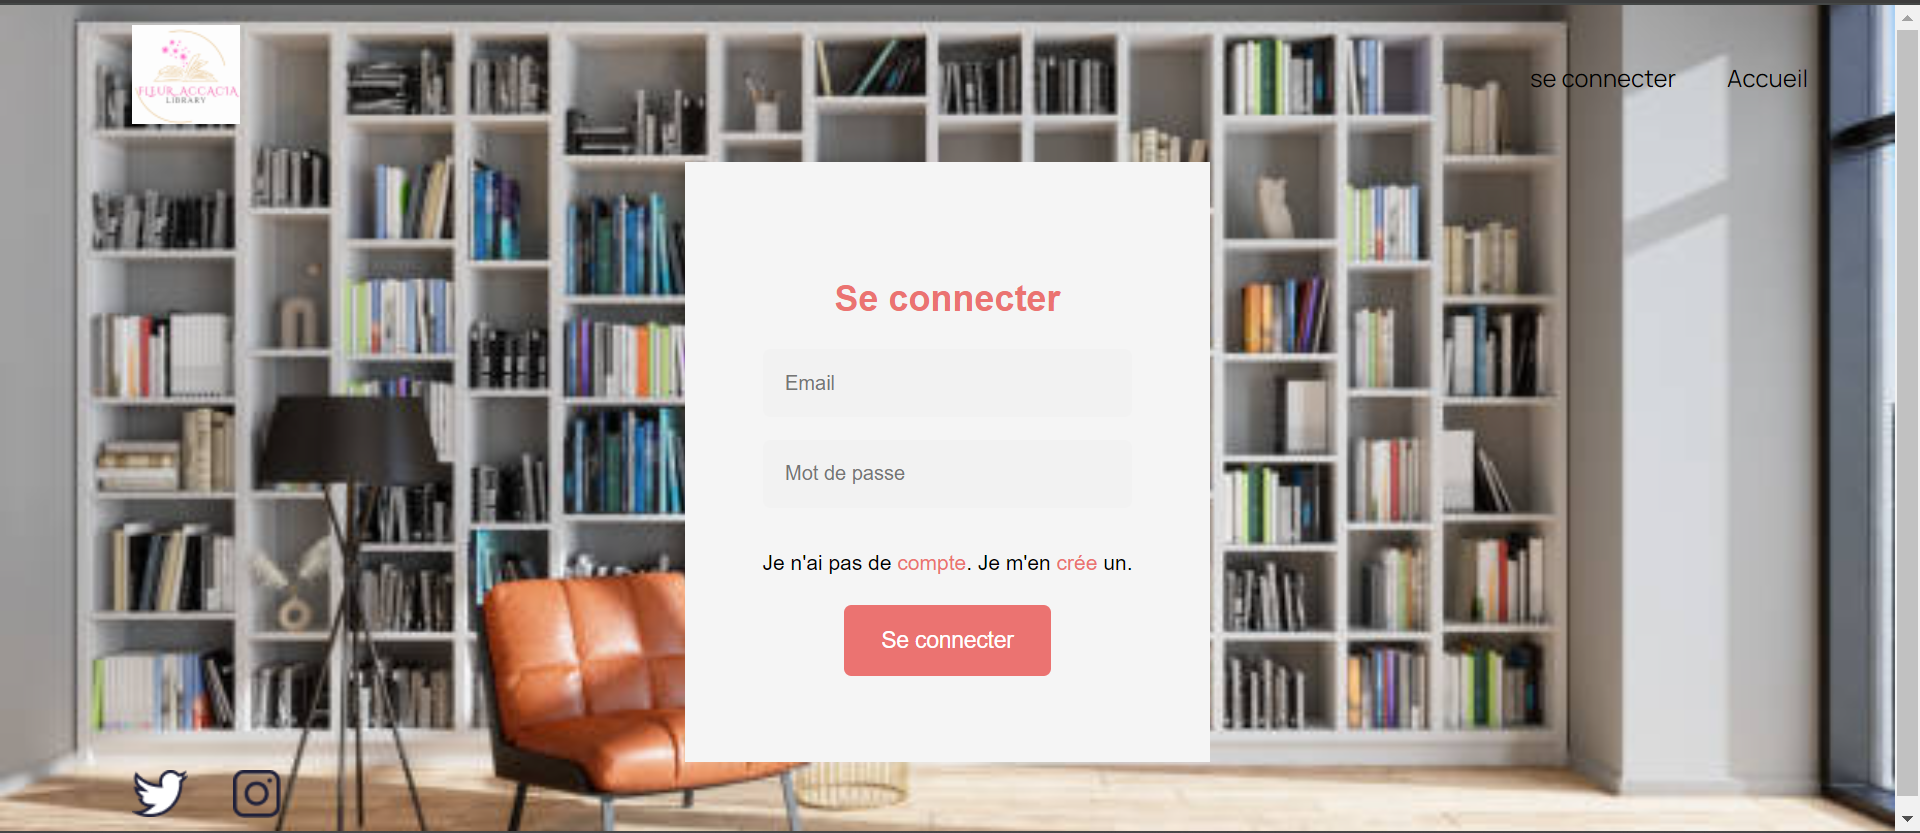 FLEUR ACCACIA
LIBRARY
se connecter
Accueil
Se connecter
Email
Mot de passe
Je n'ai pas de compte. Je m'en crée un.
Se connecter